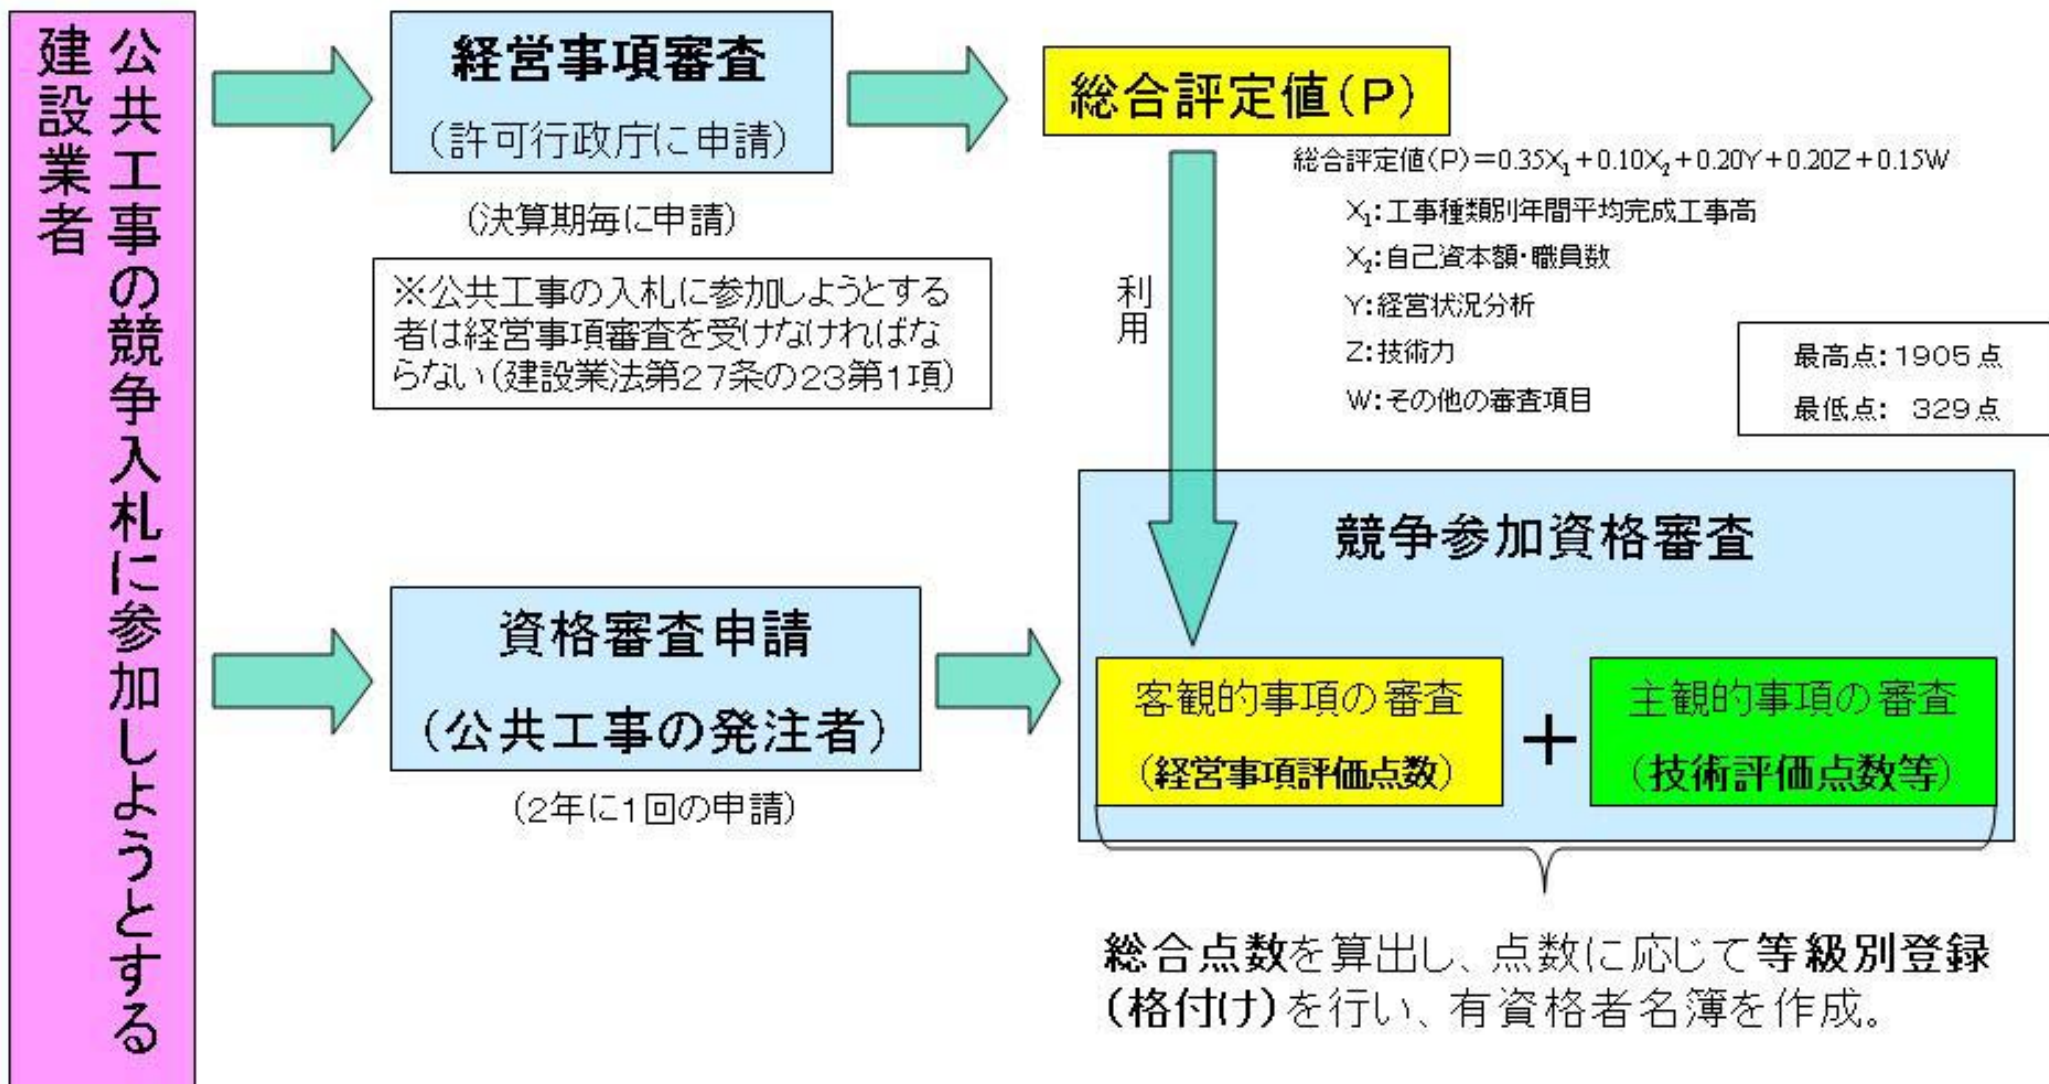 公共工事の競争入札に参加しようとする
建設業者
経営事項審査
（許可行政庁に申請）
（決算期毎に申請）
※公共工事の入札に参加しようとする
者は経営事項審査を受けなければな
らない（建設業法第27条の23第1項）
総合評定値（P）
総合評定値（P）＝0.35X₁＋0.10X₂＋0.20Y＋0.20Z＋0.15W
X₁：工事種類別年間平均完成工事高
X₂：自己資本額・職員数
Y：経営状況分析
Z：技術力
W：その他の審査項目
最高点：1905点
最低点： 329点
利用
資格審査申請
（公共工事の発注者）
（2年に1回の申請）
競争参加資格審査
客観的事項の審査
（経営事項評価点数）
＋
主観的事項の審査
（技術評価点数等）
総合点数を算出し、点数に応じて等級別登録
（格付け）を行い、有資格者名簿を作成。